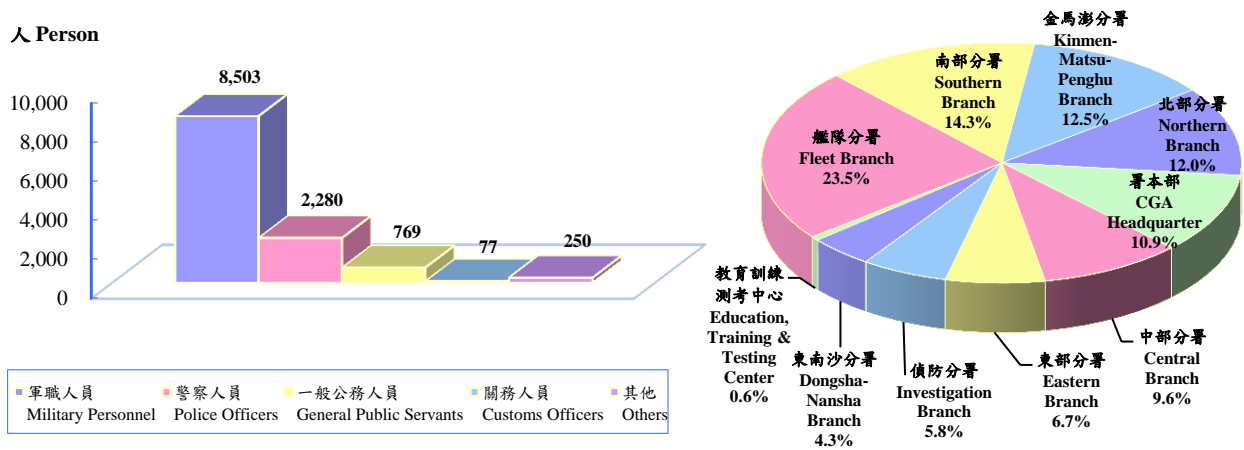 人 Person
8,503
2,280
769
77
250
10,000
8,000
6,000
4,000
2,000
0
軍職人員
Military Personnel
警察人員
Police Officers
一般公務人員
General Public Servants
關務人員
Customs Officers
其他
Others
金馬澎分署
Kinmen-
Matsu-
Penghu
Branch
12.5%
南部分署
Southern
Branch
14.3%
北部分署
Northern
Branch
12.0%
艦隊分署
Fleet Branch
23.5%
署本部
CGA
Headquarter
10.9%
教育訓練
測考中心
Education,
Training &
Testing
Center
0.6%
東南沙分署
Dongsha-
Nansha
Branch
4.3%
偵防分署
Investigation
Branch
5.8%
東部分署
Eastern
Branch
6.7%
中部分署
Central
Branch
9.6%